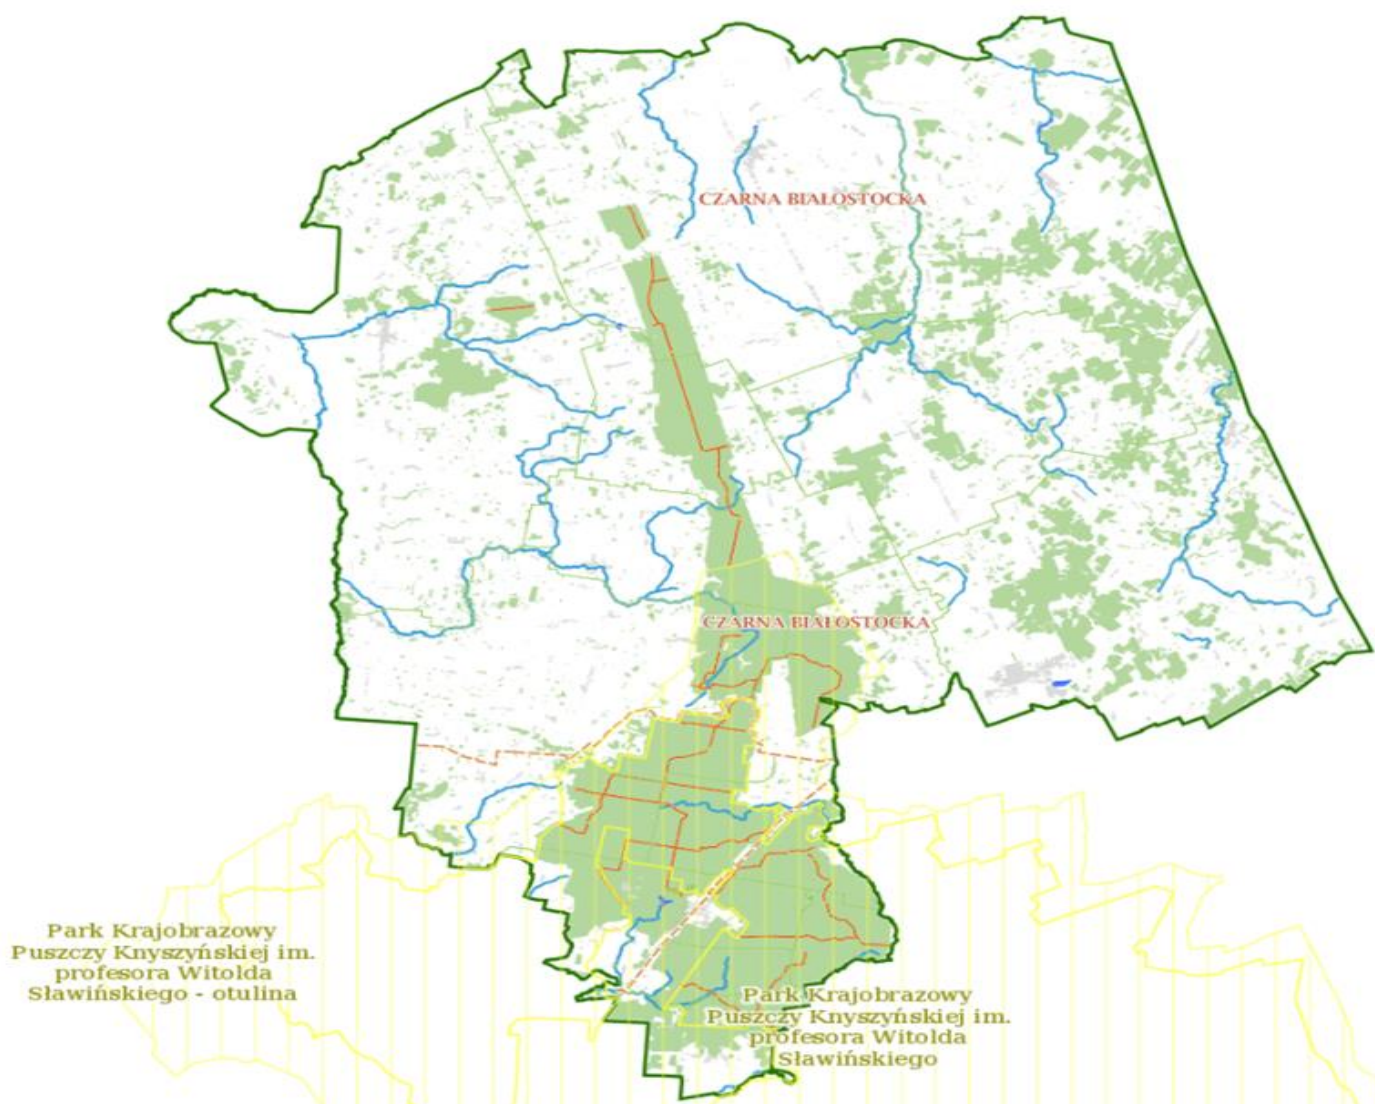 CZARNA BIAŁOSTOCKA
CZARNA BIAŁOSTOCKA
Park Krajobrazowy
Puszczy Knyszyńskiej im.
profesora Witolda
Sławińskiego - otulina
Park Krajobrazowy
Puszczy Knyszyńskiej im.
profesora Witolda
Sławińskiego